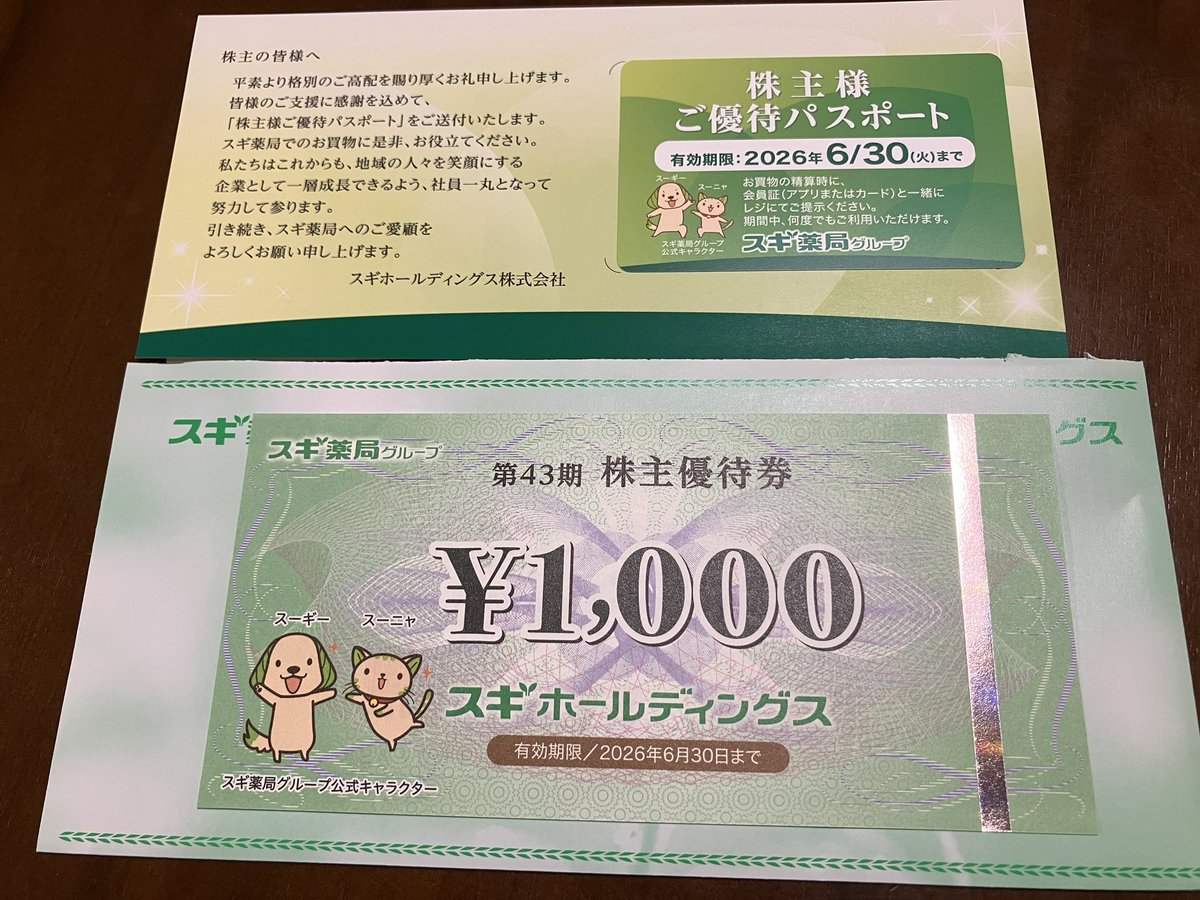 株主の皆様へ
平素より格別のご高配を賜り厚くお礼申し上げます。
皆様のご支援に感謝を込めて、
「株主様ご優待パスポート」をご送付いたします。
スギ薬局でのお買物に是非、お役立てください。
私たちはこれからも、地域の人々を笑顔にする
企業として一層成長できるよう、社員一丸となって
努力して参ります。
引き続き、スギ薬局へのご愛顧を
よろしくお願い申し上げます。
スギホールディングス株式会社
株主様
ご優待パスポート
有効期限:2026年6/30(火)まで
お買物の精算時に、
会員証(アプリまたはカード)と一緒に
レジにてご提示ください。
期間中、何度でもご利用いただけます。
スーギー
スーニャ
スギ薬局グループ
公式キャラクター
スギ薬局グループ
スギ
グス
スギ薬局グループ
第43期 株主優待券
¥1,000
スーギー
スーニャ
スギホールディングス
有効期限/2026年6月30日まで
スギ薬局グループ公式キャラクター